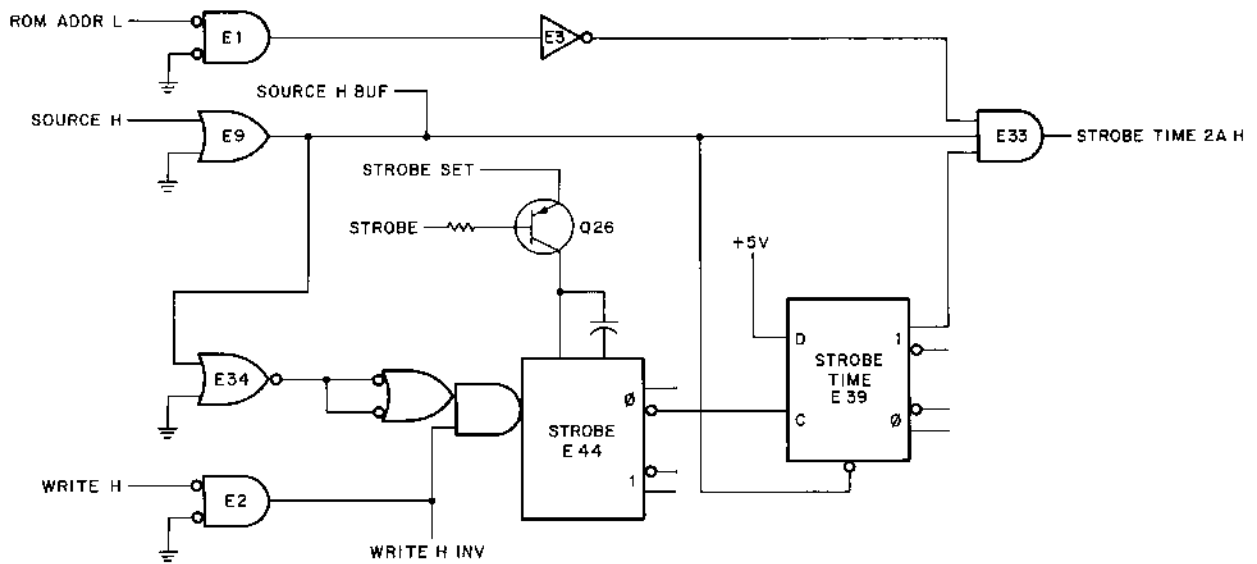 ROM ADDR L
E1
E3
SOURCE H BUF
SOURCE H
E9
E33
STROBE TIME 2A H
STROBE SET
STROBE
Q26
+5V
D
1
STROBE
TIME
E39
C
Ø
E34
Ø
STROBE
E44
1
WRITE H
E2
WRITE H INV